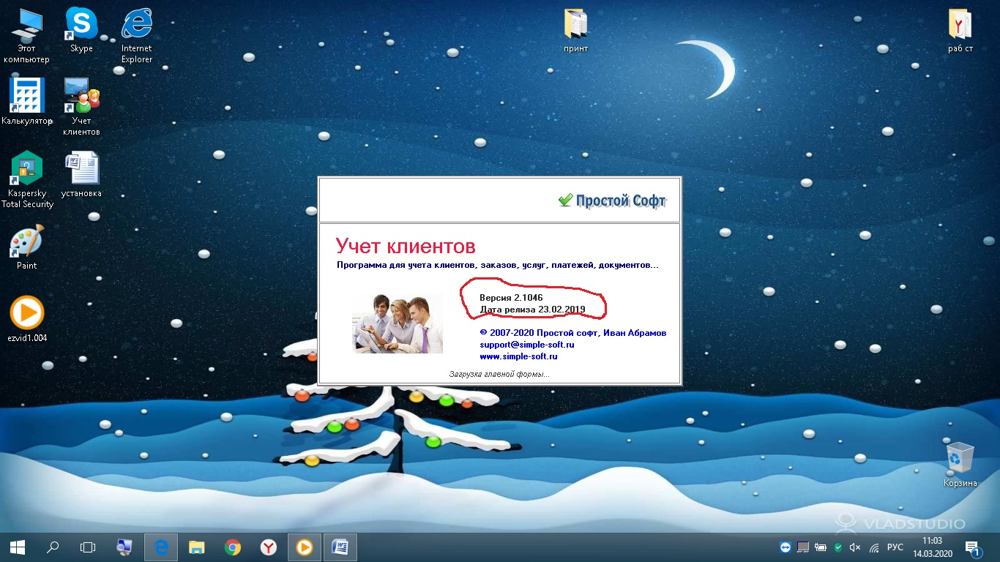 Этот
компьютер
Skype
Internet
Explorer
принт
раб ст
Калькулятор
Учет
клиентов
Kaspersky
Total Security
установка
Paint
ezvid1.004
Простой Софт
Учет клиентов
Программа для учета клиентов, заказов, услуг, платежей, документов...
Версия 2.1046
Дата релиза 23.02.2019
© 2007-2020 Простой софт, Иван Абрамов
support@simple-soft.ru
www.simple-soft.ru
Загрузка главной формы...
Корзина
VLADSTUDIO
РУС
11:03
14.03.2020
1